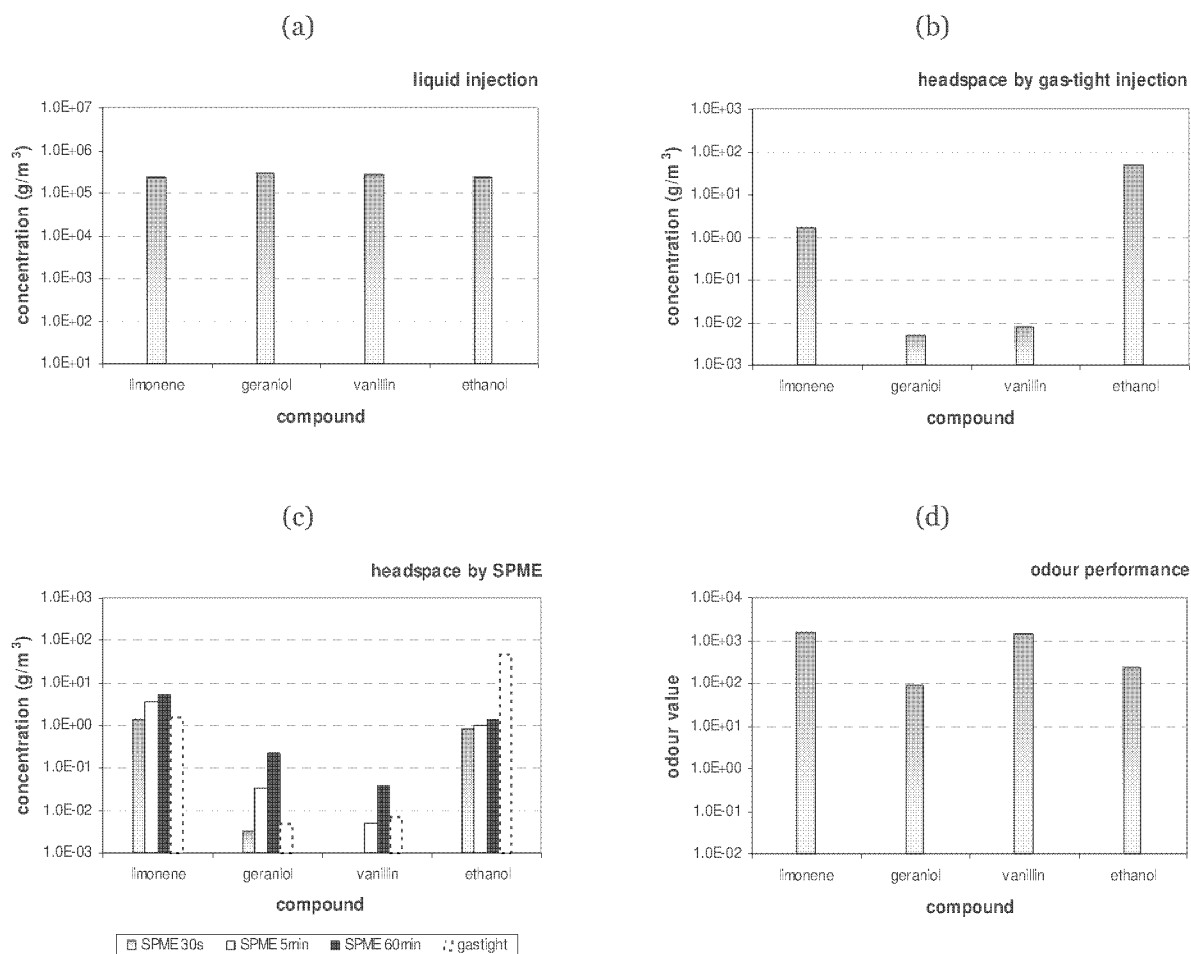 (a)
liquid injection
1.0E+07
1.0E+06
1.0E+05
1.0E+04
1.0E+03
1.0E+02
1.0E+01
concentration (g/m³)
limonene geraniol vanillin ethanol
compound
(b)
headspace by gas-tight injection
1.0E+03
1.0E+02
1.0E+01
1.0E+00
1.0E-01
1.0E-02
1.0E-03
concentration (g/m³)
limonene geraniol vanillin ethanol
compound
(c)
headspace by SPME
1.0E+03
1.0E+02
1.0E+01
1.0E+00
1.0E-01
1.0E-02
1.0E-03
concentration (g/m³)
limonene geraniol vanillin ethanol
compound
SPME 30s SPME 5min SPME 60min gastight
(d)
odour performance
1.0E+04
1.0E+03
1.0E+02
1.0E+01
1.0E+00
1.0E-01
1.0E-02
odour value
limonene geraniol vanillin ethanol
compound